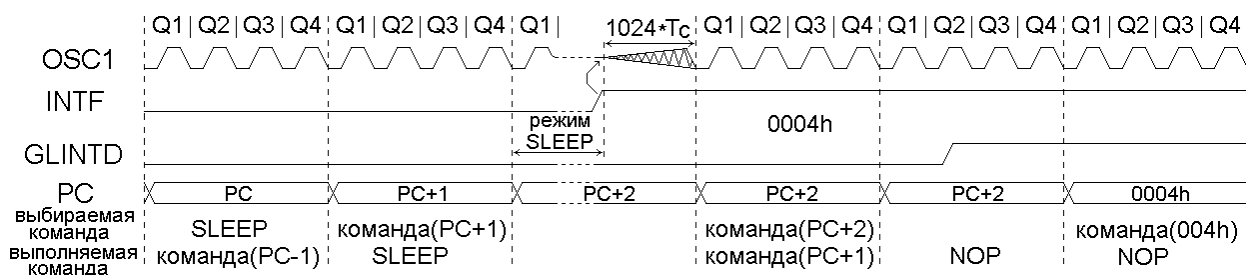 Q1 | Q2 | Q3 | Q4 | Q1 | Q2 | Q3 | Q4 | Q1 | 1024*Tc Q1 | Q2 | Q3 | Q4 | Q1 | Q2 | Q3 | Q4 | Q1 | Q2 | Q3 | Q4
OSC1
INTF
режим
SLEEP
0004h
GLINTD
PC PC PC+1 PC+2 PC+2 PC+2 0004h
выбираемая
команда
SLEEP команда(PC+1) команда(PC+2) команда(004h)
выполняемая
команда
команда(PC-1) SLEEP команда(PC+1) NOP NOP